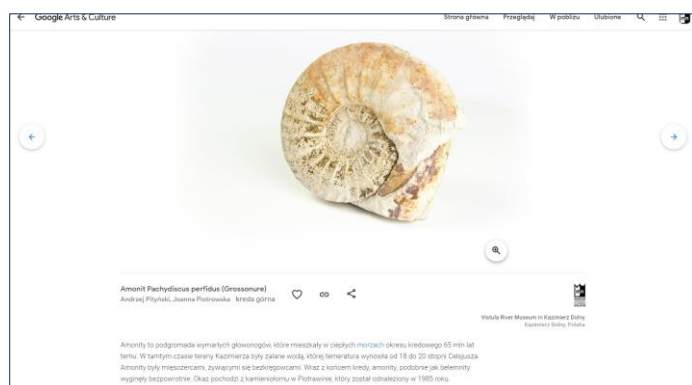 Google Arts & Culture
Strona główna Przeglądaj W pobliżu Ulubione
Amonit Pachydiscus perfidus (Grossonure)
Andrzej Pityński, Joanna Piotrowska kreda górna
Vistula River Museum in Kazimierz Dolny
Kazimierz Dolny, Polska
Amonity to podgromada wymarłych głowonogów, które mieszkały w ciepłych morzach okresu kredowego 65 mln lat
temu. W tamtym czasie tereny Kazimierza były zalane wodą, której temeratura wynosiła od 18 do 20 stopni Celsjusza.
Amonity były mięsożercami, żywiącymi się bezkręgowcami. Wraz z końcem kredy, amonity, podobnie jak belemnity
wyginęły bezpowrotnie. Okaz pochodzi z kamieniołomu w Piotrawinie, który został odnaleziony w 1985 roku.